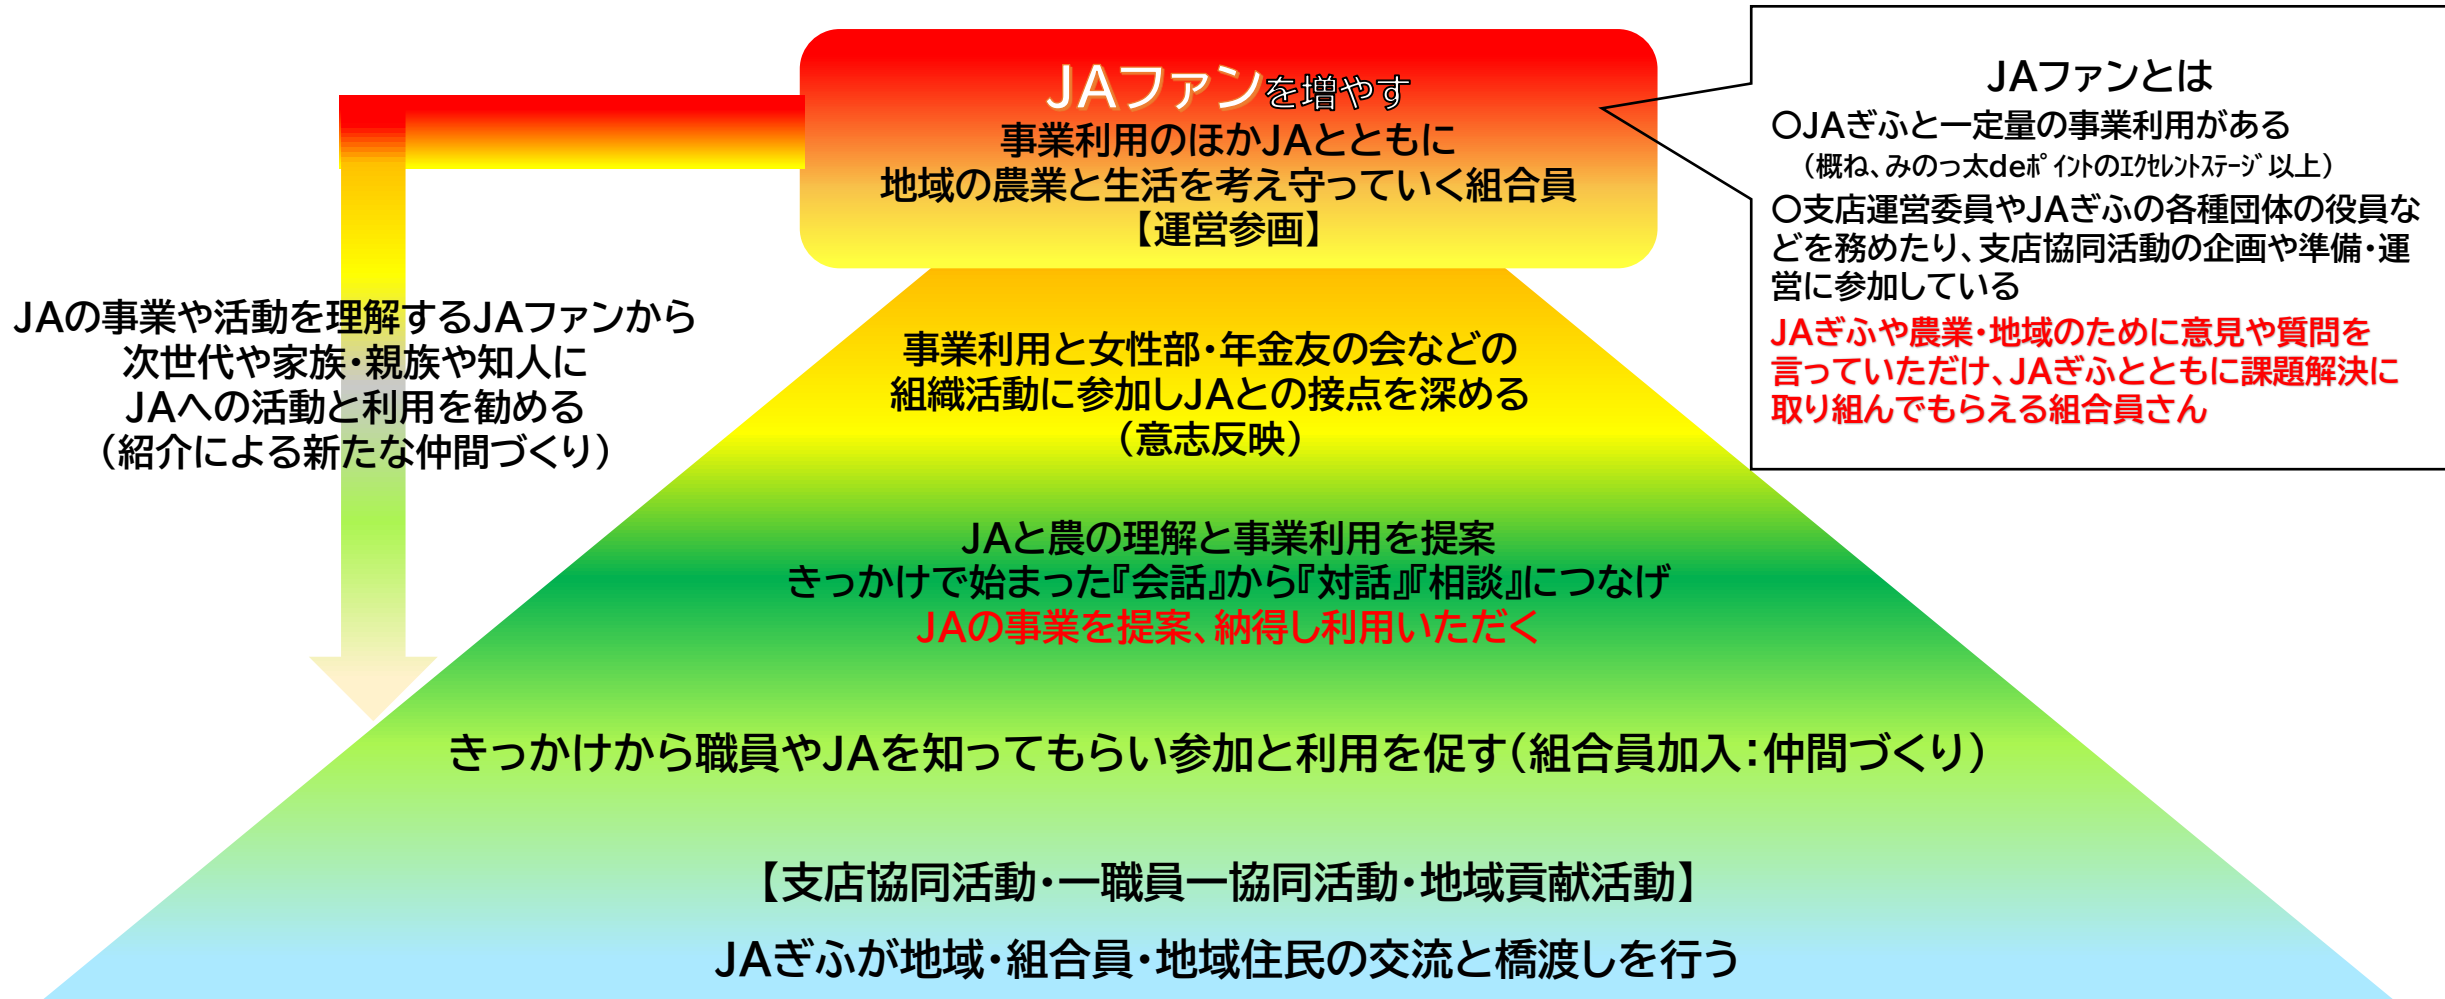 JAファンを増やす
事業利用のほかJAとともに
地域の農業と生活を考え守っていく組合員
【運営参画】
JAファンとは
〇JAぎふと一定量の事業利用がある
（概ね、みのっ太deﾎﾟｲﾝﾄのｴｸｾﾚﾝﾄｽﾃｰｼﾞ以上）
〇支店運営委員やJAぎふの各種団体の役員な
どを務めたり、支店協同活動の企画や準備・運
営に参加している
JAぎふや農業・地域のために意見や質問を
言っていただけ、JAぎふとともに課題解決に
取り組んでもらえる組合員さん
JAの事業や活動を理解するJAファンから
次世代や家族・親族や知人に
JAへの活動と利用を勧める
（紹介による新たな仲間づくり）
事業利用と女性部・年金友の会などの
組織活動に参加しJAとの接点を深める
（意志反映）
JAと農の理解と事業利用を提案
きっかけで始まった『会話』から『対話』『相談』につなげ
JAの事業を提案、納得し利用いただく
きっかけから職員やJAを知ってもらい参加と利用を促す（組合員加入：仲間づくり）
【支店協同活動・一職員一協同活動・地域貢献活動】
JAぎふが地域・組合員・地域住民の交流と橋渡しを行う